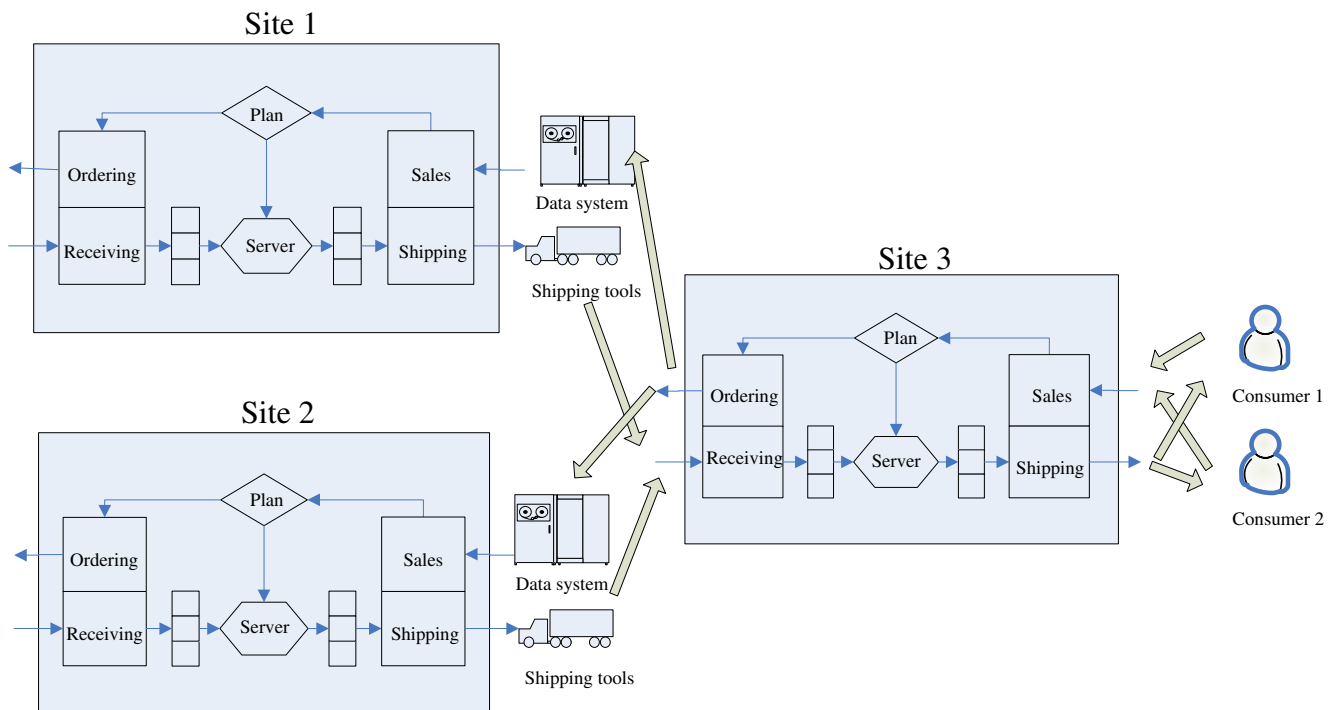 Site 1
Plan
Ordering
Sales
Data system
Receiving
Server
Shipping
Shipping tools
Site 2
Plan
Ordering
Sales
Data system
Receiving
Server
Shipping
Shipping tools
Site 3
Plan
Ordering
Sales
Receiving
Server
Shipping
Consumer 1
Consumer 2